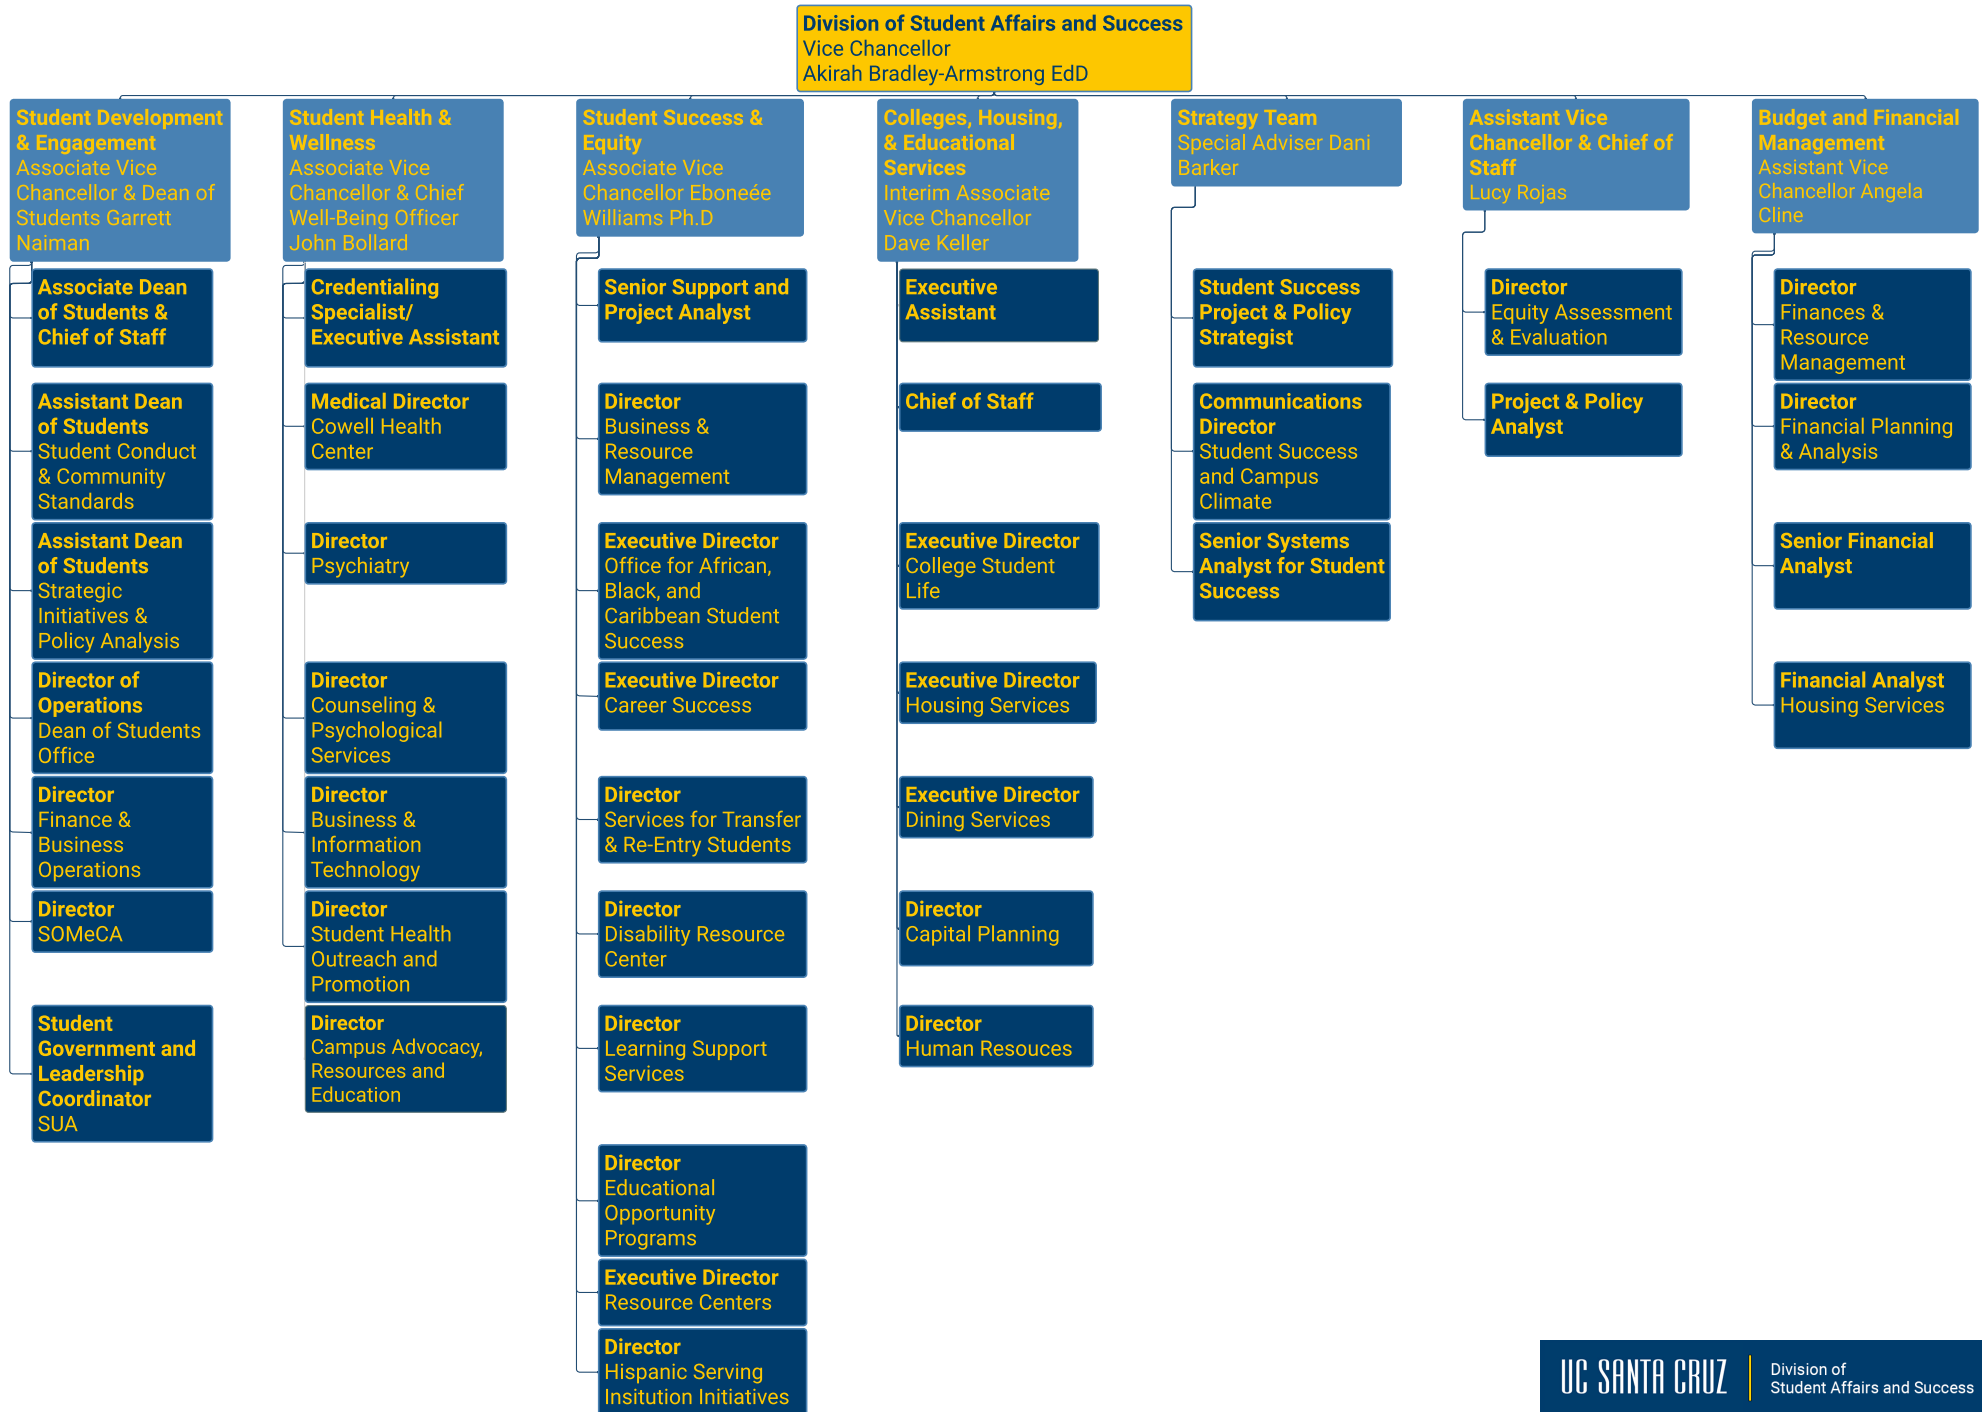 Division of Student Affairs and Success
Vice Chancellor
Akirah Bradley-Armstrong EdD
Student Development
& Engagement
Associate Vice
Chancellor & Dean of
Students Garrett
Naiman
Associate Dean
of Students &
Chief of Staff
Assistant Dean
of Students
Student Conduct
& Community
Standards
Assistant Dean
of Students
Strategic
Initiatives &
Policy Analysis
Director of
Operations
Dean of Students
Office
Director
Finance &
Business
Operations
Director
SOMeCA
Student
Government and
Leadership
Coordinator
SUA
Student Health &
Wellness
Associate Vice
Chancellor & Chief
Well-Being Officer
John Bollard
Credentialing
Specialist/
Executive Assistant
Medical Director
Cowell Health
Center
Director
Psychiatry
Director
Counseling &
Psychological
Services
Director
Business &
Information
Technology
Director
Student Health
Outreach and
Promotion
Director
Campus Advocacy,
Resources and
Education
Student Success &
Equity
Associate Vice
Chancellor Eboneée
Williams Ph.D
Senior Support and
Project Analyst
Director
Business &
Resource
Management
Executive Director
Office for African,
Black, and
Caribbean Student
Success
Executive Director
Career Success
Director
Services for Transfer
& Re-Entry Students
Director
Disability Resource
Center
Director
Learning Support
Services
Director
Educational
Opportunity
Programs
Executive Director
Resource Centers
Director
Hispanic Serving
Insitution Initiatives
Colleges, Housing,
& Educational
Services
Interim Associate
Vice Chancellor
Dave Keller
Executive
Assistant
Chief of Staff
Executive Director
College Student
Life
Executive Director
Housing Services
Executive Director
Dining Services
Director
Capital Planning
Director
Human Resouces
Strategy Team
Special Adviser Dani
Barker
Student Success
Project & Policy
Strategist
Communications
Director
Student Success
and Campus
Climate
Senior Systems
Analyst for Student
Success
Assistant Vice
Chancellor & Chief of
Staff
Lucy Rojas
Director
Equity Assessment
& Evaluation
Project & Policy
Analyst
Budget and Financial
Management
Assistant Vice
Chancellor Angela
Cline
Director
Finances &
Resource
Management
Director
Financial Planning
& Analysis
Senior Financial
Analyst
Financial Analyst
Housing Services
UC SANTA CRUZ
Division of
Student Affairs and Success